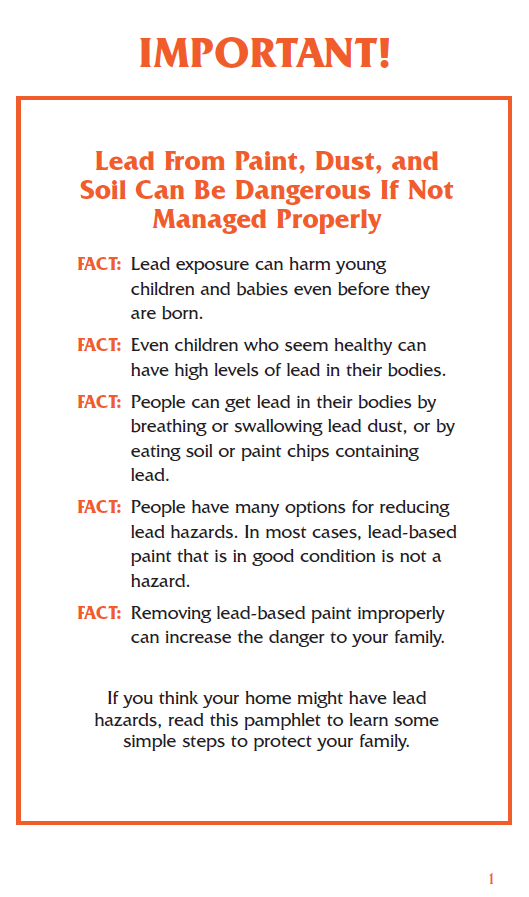 IMPORTANT!
Lead From Paint, Dust, and
Soil Can Be Dangerous If Not
Managed Properly
FACT: Lead exposure can harm young
children and babies even before they
are born.
FACT: Even children who seem healthy can
have high levels of lead in their bodies.
FACT: People can get lead in their bodies by
breathing or swallowing lead dust, or by
eating soil or paint chips containing
lead.
FACT: People have many options for reducing
lead hazards. In most cases, lead-based
paint that is in good condition is not a
hazard.
FACT: Removing lead-based paint improperly
can increase the danger to your family.
If you think your home might have lead
hazards, read this pamphlet to learn some
simple steps to protect your family.
1